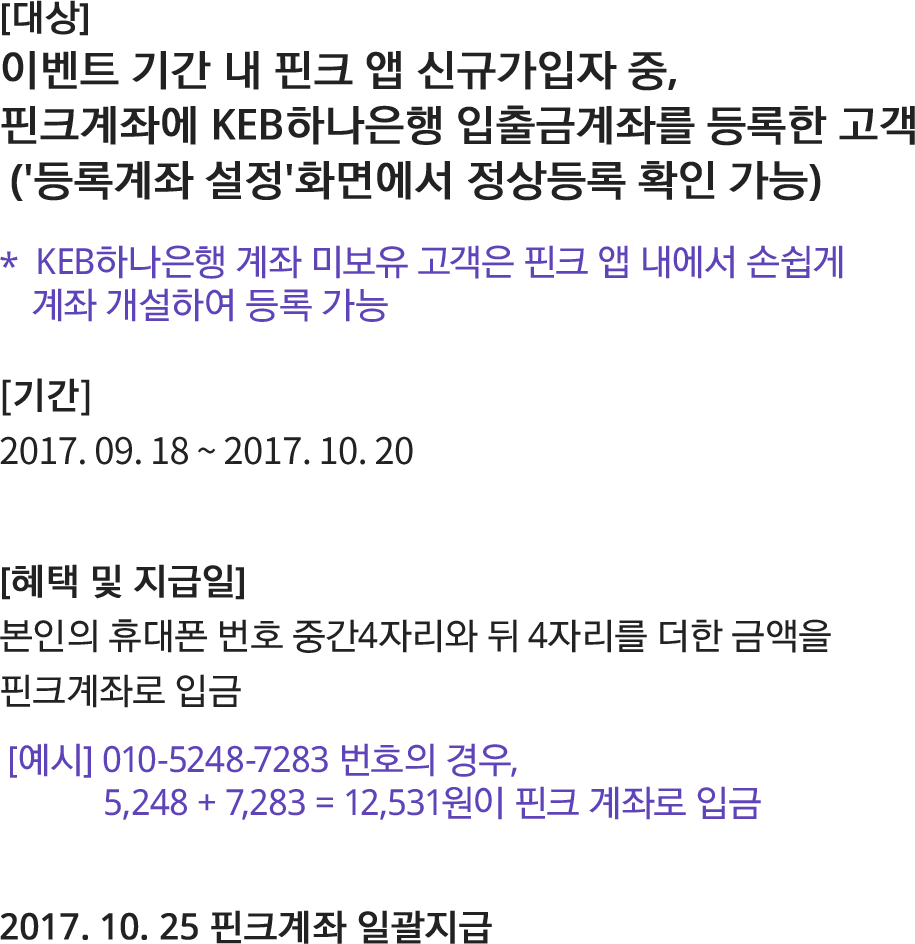 [대상]
이벤트 기간 내 핀크 앱 신규가입자 중,
핀크계좌에 KEB하나은행 입출금계좌를 등록한 고객
('등록계좌 설정'화면에서 정상등록 확인 가능)
* KEB하나은행 계좌 미보유 고객은 핀크 앱 내에서 손쉽게
계좌 개설하여 등록 가능
[기간]
2017. 09. 18 ~ 2017. 10. 20
[혜택 및 지급일]
본인의 휴대폰 번호 중간4자리와 뒤 4자리를 더한 금액을
핀크계좌로 입금
[예시] 010-5248-7283 번호의 경우,
5,248 + 7,283 = 12,531원이 핀크 계좌로 입금
2017. 10. 25 핀크계좌 일괄지급